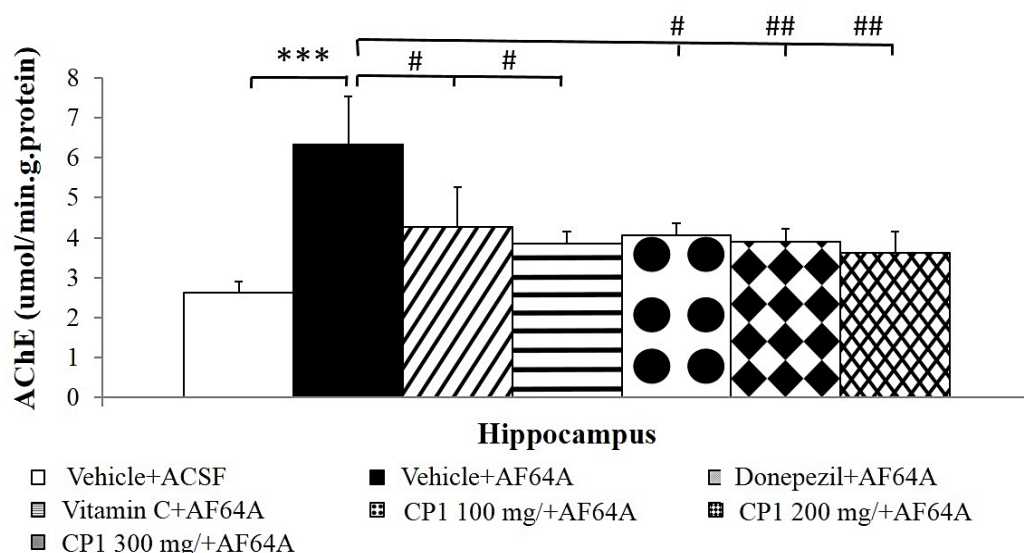 # ## ##
*** # #
8
7
6
5
4
3
2
1
0
AChE (umol/min.g.protein)
Hippocampus
Vehicle+ACSF Vehicle+AF64A Donepezil+AF64A
Vitamin C+AF64A CP1 100 mg/+AF64A CP1 200 mg/+AF64A
CP1 300 mg/+AF64A